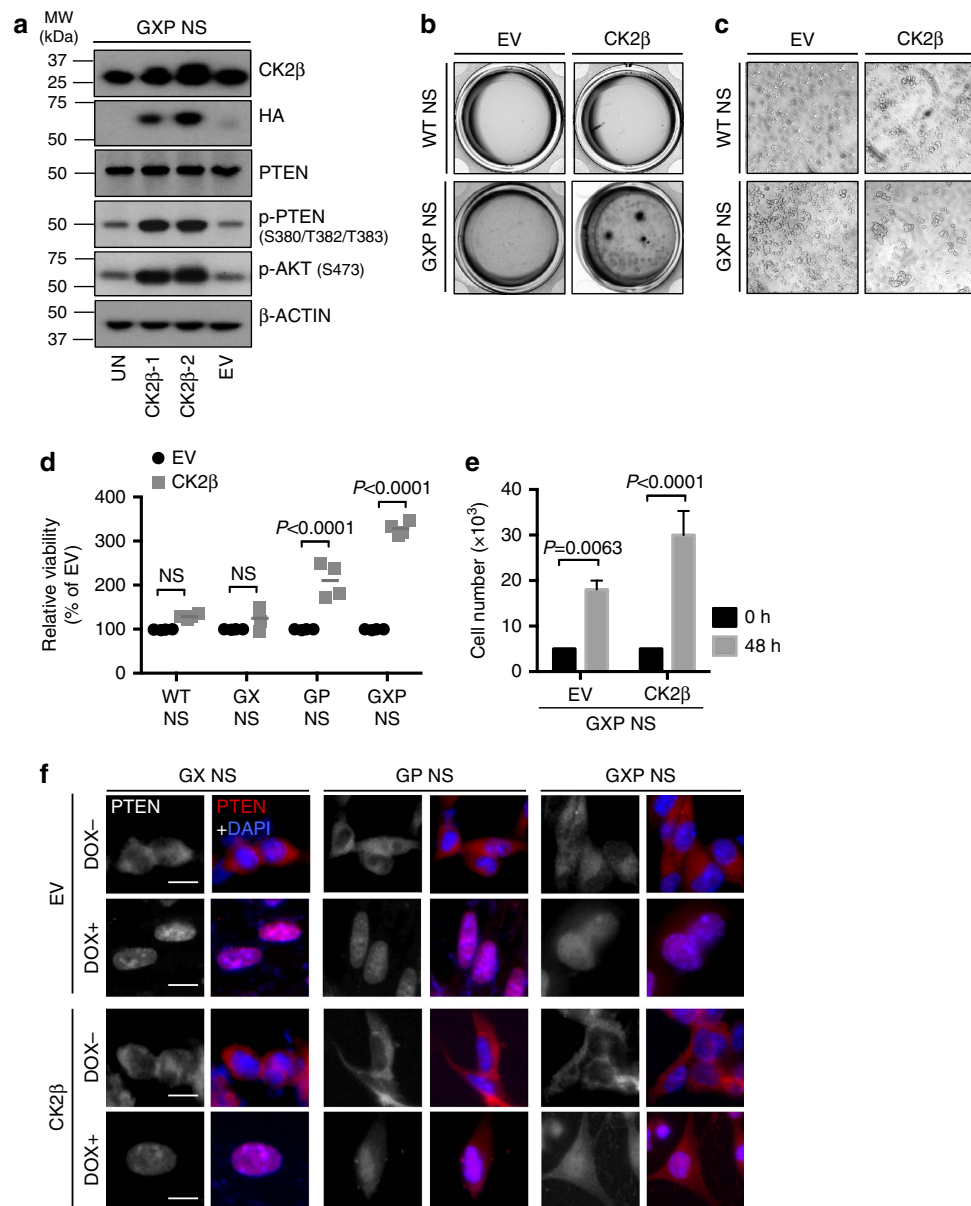 a
MW
(kDa)
GXP NS
37
25
CK2β
75
50
HA
50
PTEN
50
p-PTEN
(S380/T382/T383)
75
50
p-AKT (S473)
50
37
β-ACTIN
UN
CK2β-1
CK2β-2
EV
b
EV
CK2β
WT NS
GXP NS
c
EV
CK2β
WT NS
GXP NS
d
EV
CK2β
Relative viability
(% of EV)
400
300
200
100
0
NS
NS
P<0.0001
P<0.0001
WT
NS
GX
NS
GP
NS
GXP
NS
e
Cell number (×10³)
40
30
20
10
0
P=0.0063
P<0.0001
0 h
48 h
EV
CK2β
GXP NS
f
GX NS
GP NS
GXP NS
EV
DOX–
PTEN
PTEN
+DAPI
DOX+
CK2β
DOX–
DOX+